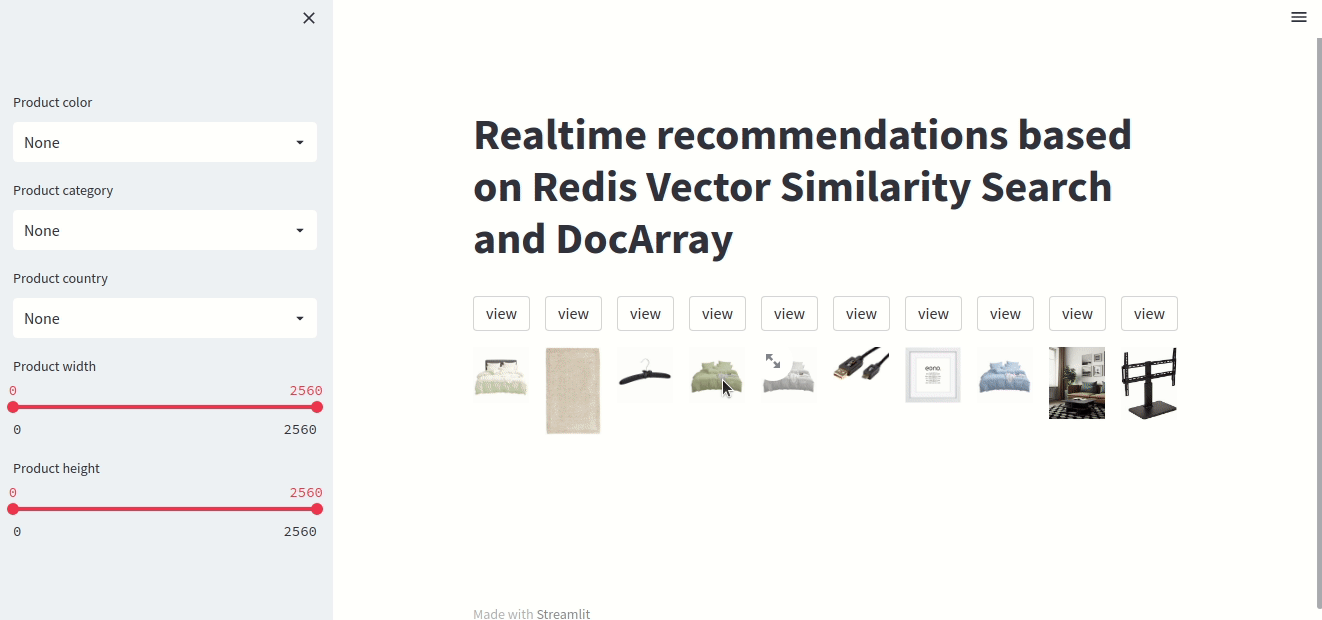 Product color
None
Product category
None
Product country
None
Product width
0 2560
0 2560
Product height
0 2560
0 2560
Realtime recommendations based
on Redis Vector Similarity Search
and DocArray
view view view view view view view view view view
eono.
Made with Streamlit